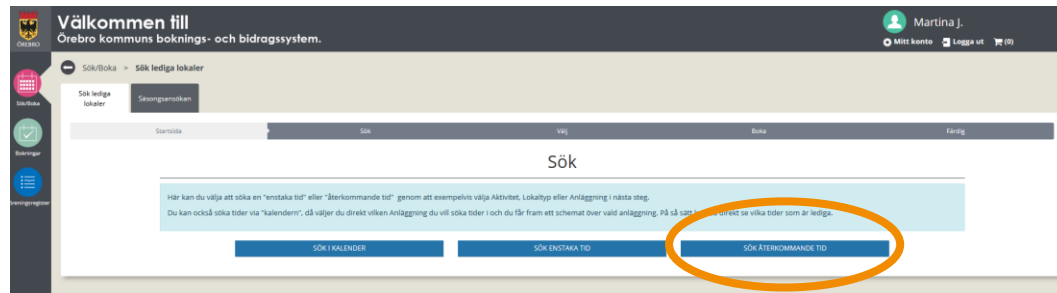 Välkommen till
Örebro kommuns boknings- och bidragssystem.
ÖREBRO
Martina J.
Mitt konto Logga ut (0)
Sök/Boka > Sök lediga lokaler
Sök/Boka
Sök lediga
lokaler
Säsongsansökan
Startsida Sök Välj Boka Färdig
Bokningar
Sök
Här kan du välja att söka en "enstaka tid" eller "återkommande tid" genom att exempelvis välja Aktivitet, Lokaltyp eller Anläggning i nästa steg.
Du kan också söka tider via "kalendern", då väljer du direkt vilken Anläggning du vill söka tider i och du får fram ett schemat över vald anläggning. På så sätt direkt se vilka tider som är lediga.
SÖK I KALENDER SÖK ENSTAKA TID SÖK ÅTERKOMMANDE TID